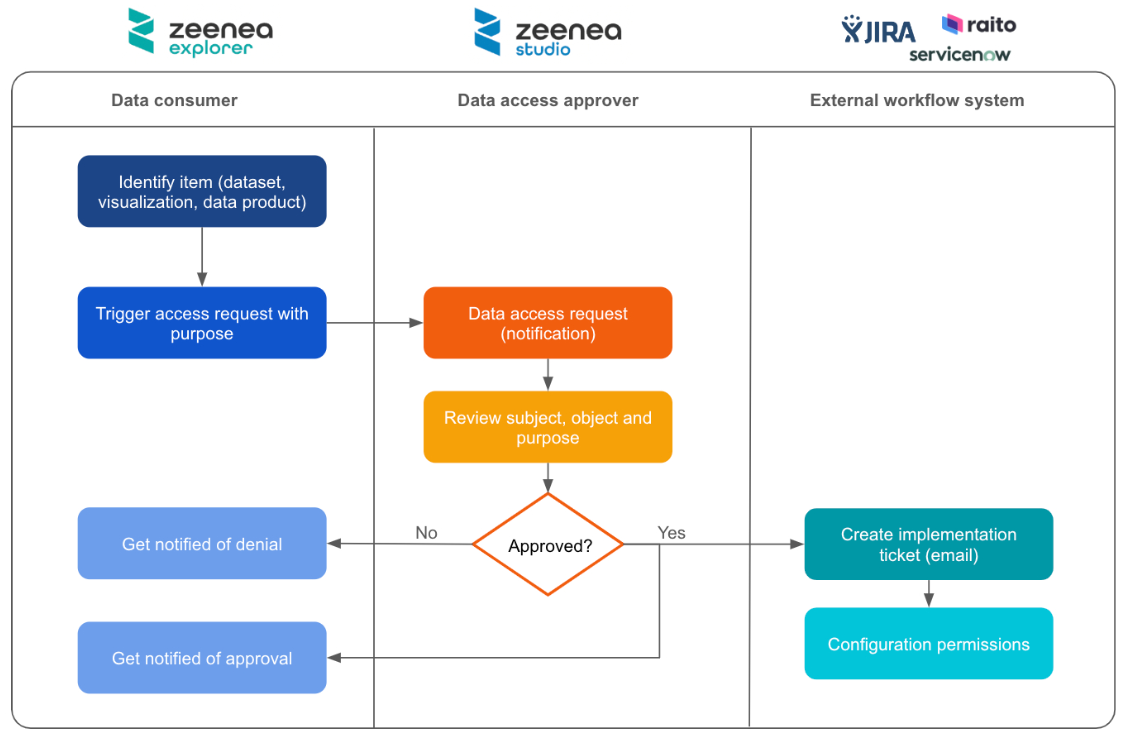 zeenea
explorer
zeenea
studio
JIRA
raito
servicenow
Data consumer
Data access approver
External workflow system
Identify item (dataset,
visualization, data product)
Trigger access request with
purpose
Data access request
(notification)
Review subject, object and
purpose
Approved?
No
Yes
Get notified of denial
Get notified of approval
Create implementation
ticket (email)
Configuration permissions